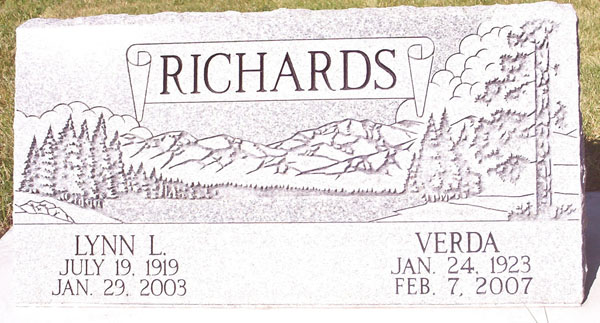 RICHARDS
LYNN L.
JULY 19, 1919
JAN. 29, 2003
VERDA
JAN. 24, 1923
FEB. 7, 2007